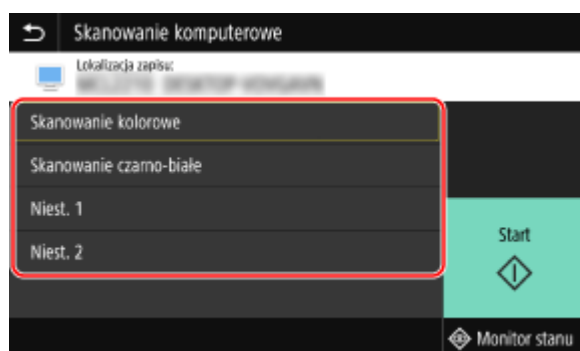 Skanowanie komputerowe
Lokalizacja zapisu:
Skanowanie kolorowe
Skanowanie czarno-białe
Niest. 1
Niest. 2
Start
Monitor stanu